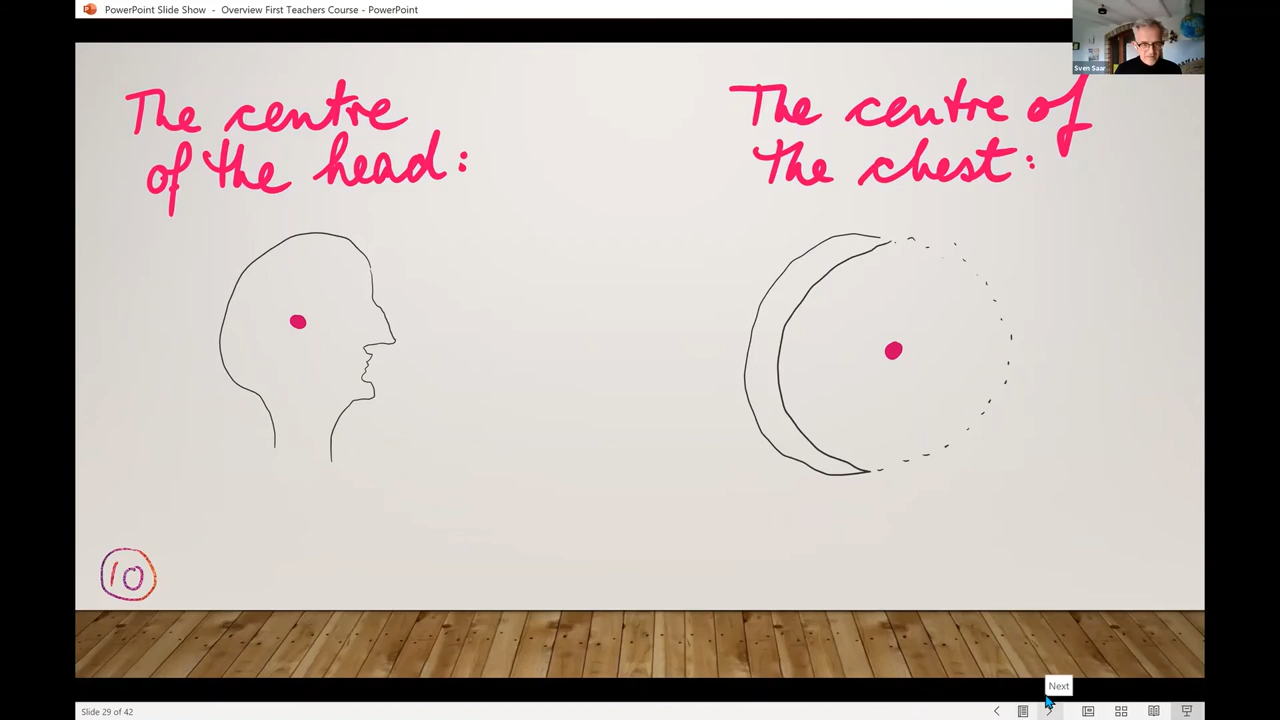 PowerPoint Slide Show - Overview First Teachers Course - PowerPoint
Sven Saar
The centre
of the head:
The centre of
the chest:
10
Next
Slide 29 of 42